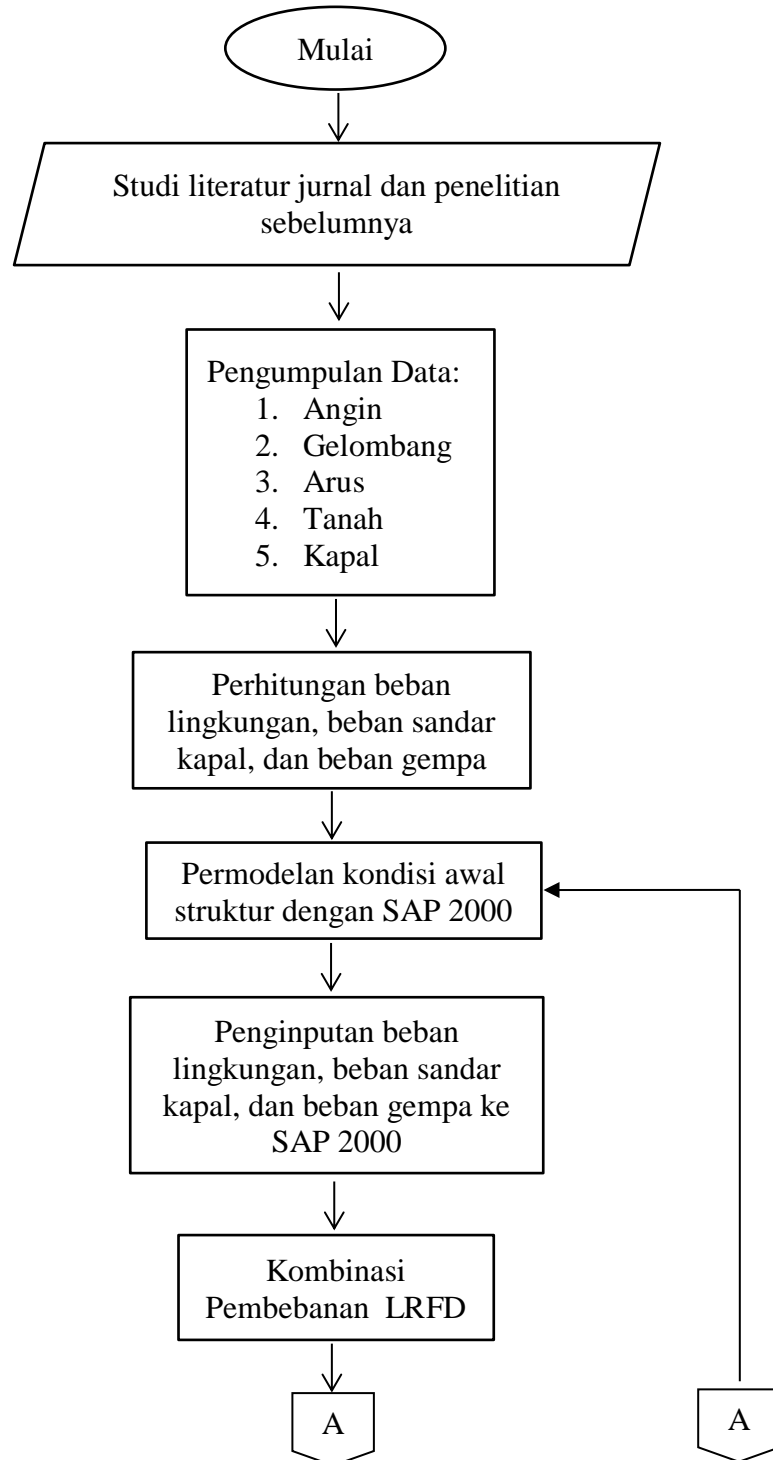 Mulai
Studi literatur jurnal dan penelitian
sebelumnya
Pengumpulan Data:
1. Angin
2. Gelombang
3. Arus
4. Tanah
5. Kapal
Perhitungan beban
lingkungan, beban sandar
kapal, dan beban gempa
Permodelan kondisi awal
struktur dengan SAP 2000
Penginputan beban
lingkungan, beban sandar
kapal, dan beban gempa ke
SAP 2000
Kombinasi
Pembebanan LRFD
A
A